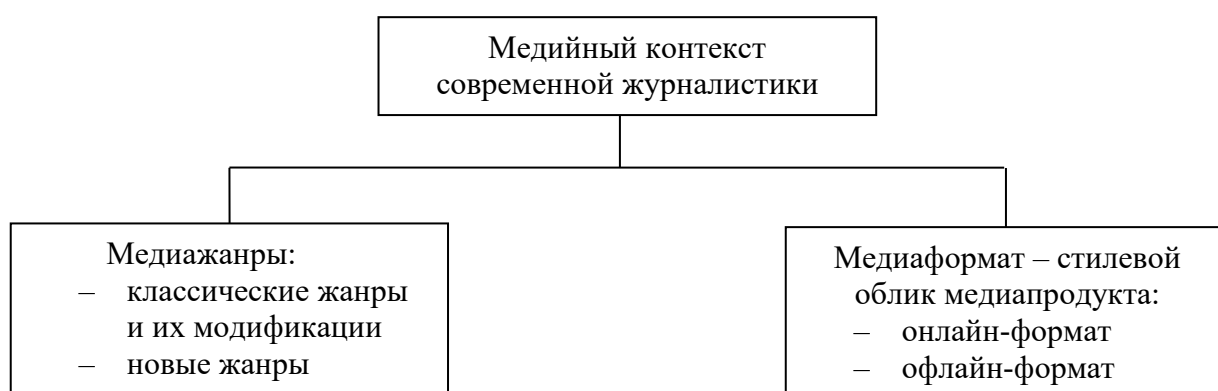 Медийный контекст
современной журналистики
Медиажанры:
– классические жанры
и их модификации
– новые жанры
Медиаформат – стилевой
облик медиапродукта:
– онлайн-формат
– офлайн-формат